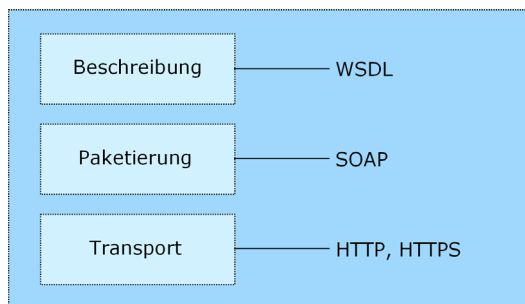 Beschreibung WSDL
Paketierung SOAP
Transport HTTP, HTTPS